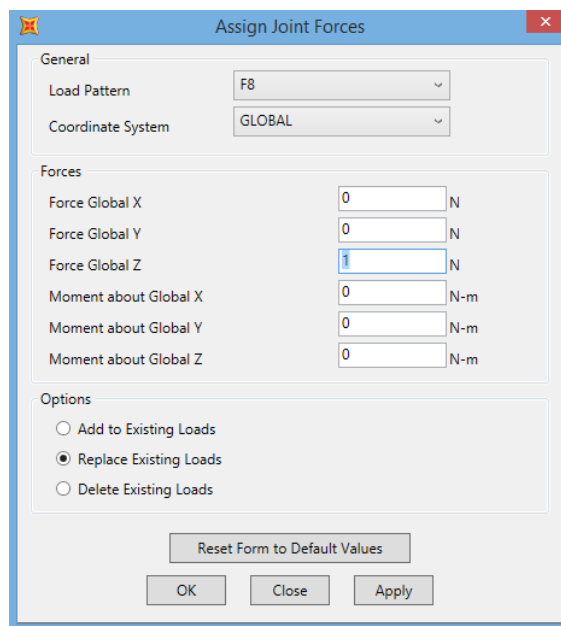 Assign Joint Forces
General
Load Pattern F8
Coordinate System GLOBAL
Forces
Force Global X 0 N
Force Global Y 0 N
Force Global Z 1 N
Moment about Global X 0 N-m
Moment about Global Y 0 N-m
Moment about Global Z 0 N-m
Options
Add to Existing Loads
Replace Existing Loads
Delete Existing Loads
Reset Form to Default Values
OK Close Apply